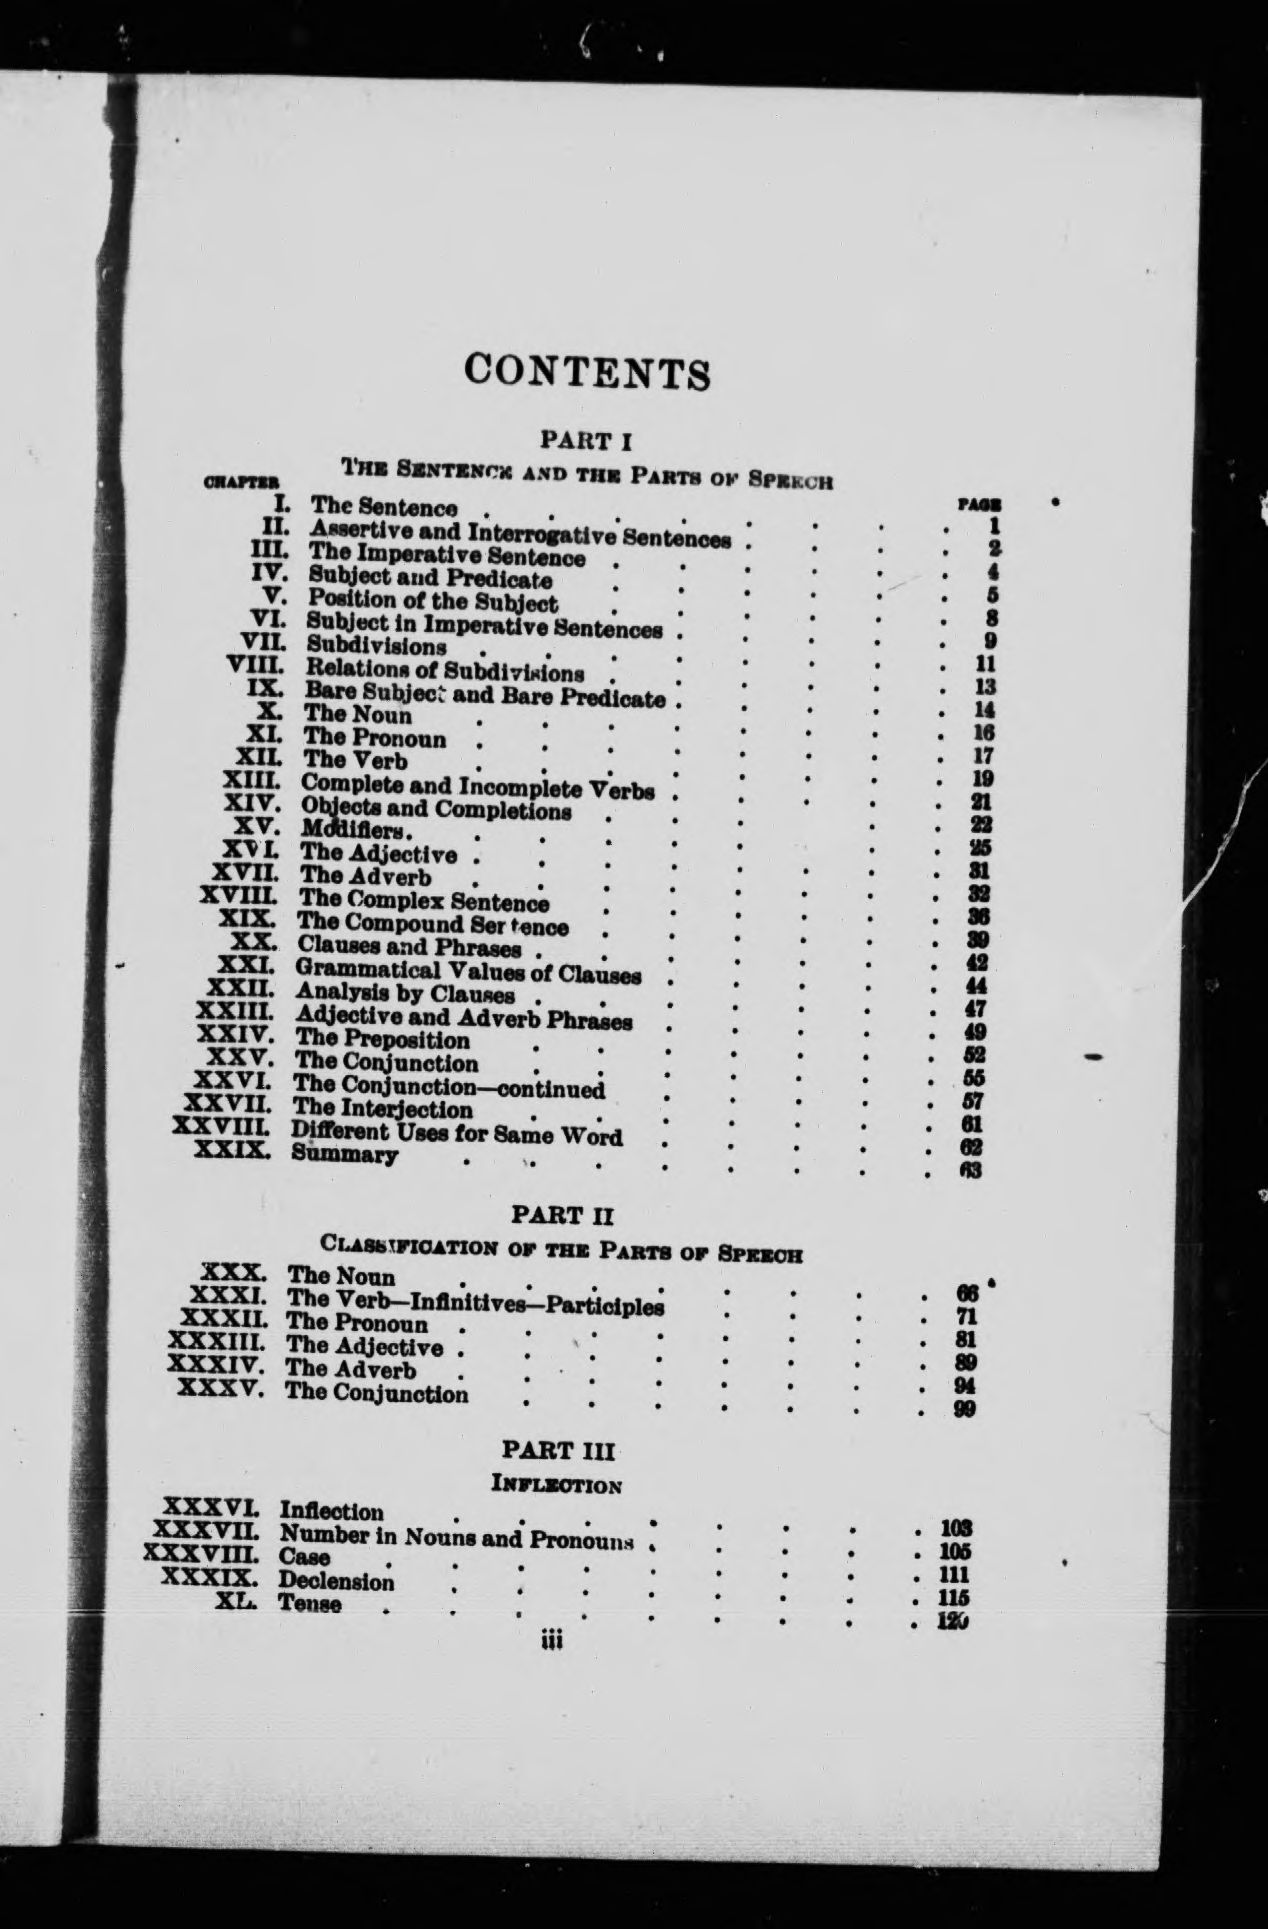 CONTENTS
PART I
THE SENTENCE AND THE PARTS OF SPEECH
CHAPTER PAGE
I. The Sentence . . . . . . . . 1
II. Assertive and Interrogative Sentences . . . . 2
III. The Imperative Sentence . . . . . . 4
IV. Subject and Predicate . . . . . . 5
V. Position of the Subject . . . . . . 8
VI. Subject in Imperative Sentences . . . . . 9
VII. Subdivisions . . . . . . . . 11
VIII. Relations of Subdivisions . . . . . . 13
IX. Bare Subject and Bare Predicate . . . . . 14
X. The Noun . . . . . . . . 16
XI. The Pronoun . . . . . . . . 17
XII. The Verb . . . . . . . . 19
XIII. Complete and Incomplete Verbs . . . . . 21
XIV. Objects and Completions . . . . . 22
XV. Modifiers . . . . . . . . 25
XVI. The Adjective . . . . . . . . 31
XVII. The Adverb . . . . . . . . 32
XVIII. The Complex Sentence . . . . . . 36
XIX. The Compound Sentence . . . . . . 39
XX. Clauses and Phrases . . . . . . . 42
XXI. Grammatical Values of Clauses . . . . . 44
XXII. Analysis by Clauses . . . . . . . 47
XXIII. Adjective and Adverb Phrases . . . . . 49
XXIV. The Preposition . . . . . . . 52
XXV. The Conjunction . . . . . . . 55
XXVI. The Conjunction—continued . . . . . 57
XXVII. The Interjection . . . . . . . 61
XXVIII. Different Uses for Same Word . . . . . 62
XXIX. Summary . . . . . . . . 63
PART II
CLASSIFICATION OF THE PARTS OF SPEECH
XXX. The Noun . . . . . . . . 66
XXXI. The Verb—Infinitives—Participles . . . . 71
XXXII. The Pronoun . . . . . . . . 81
XXXIII. The Adjective . . . . . . . . 89
XXXIV. The Adverb . . . . . . . . 94
XXXV. The Conjunction . . . . . . . 99
PART III
INFLECTION
XXXVI. Inflection . . . . . . . . 103
XXXVII. Number in Nouns and Pronouns . . . . . 105
XXXVIII. Case . . . . . . . . . 111
XXXIX. Declension . . . . . . . . 115
XL. Tense . . . . . . . . . 120
iii